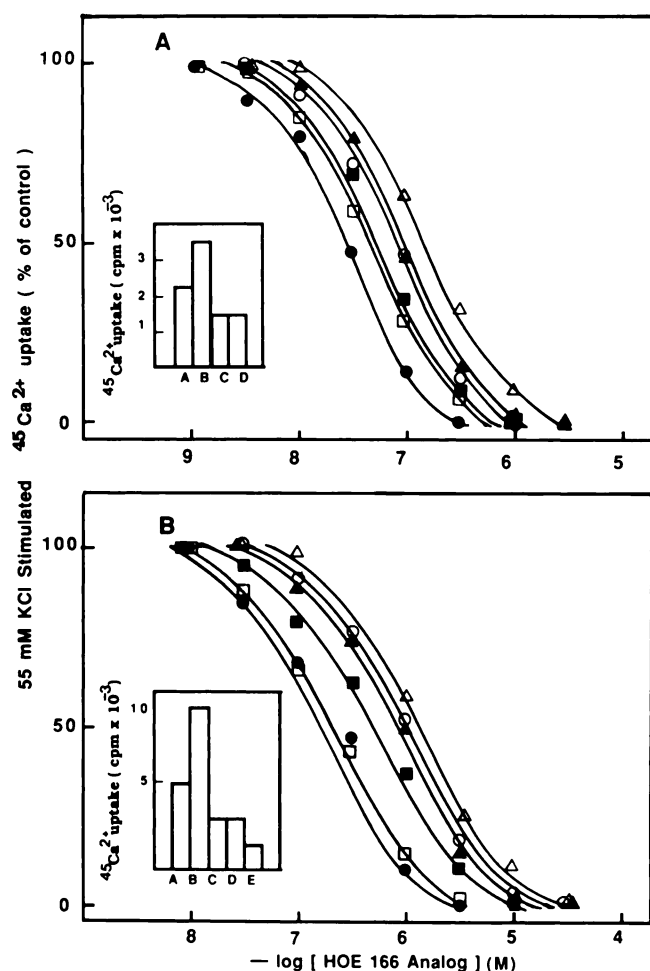 A
100
50
0
45Ca2+ uptake ( % of control )
45Ca2+ uptake ( cpm x 10-3 )
3
2
1
A B C D
9 8 7 6 5
B
100
50
0
55 mM KCl Stimulated
45Ca2+ uptake ( cpm x 10-3 )
10
5
A B C D E
8 7 6 5 4
— log [ HOE 166 Analog ] (M)